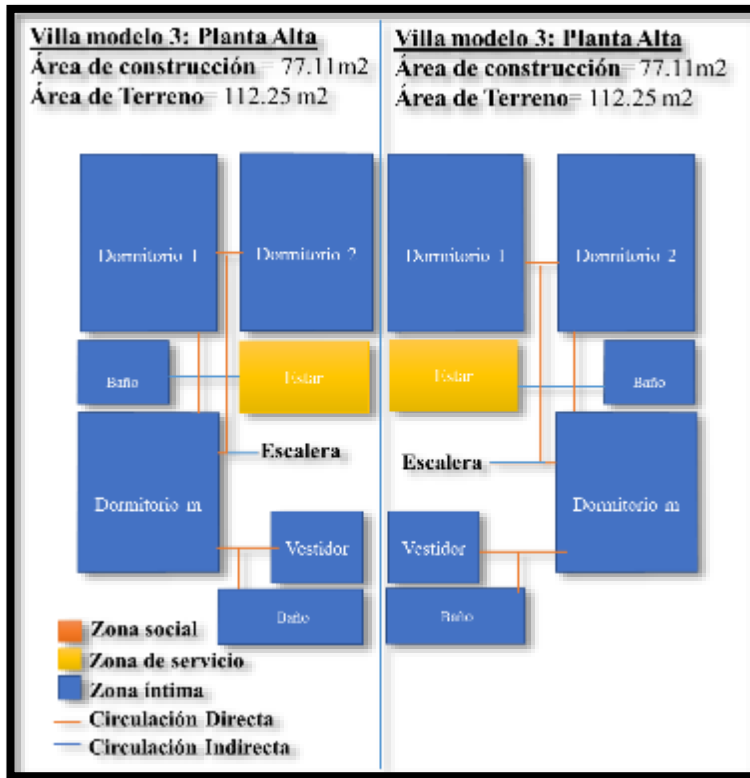 Villa modelo 3: Planta Alta
Área de construcción= 77.11m2
Área de Terreno= 112.25 m2
Dormitorio 1
Dormitorio 2
Baño
Estar
Escalera
Dormitorio m
Vestidor
Baño
Zona social
Zona de servicio
Zona íntima
Circulación Directa
Circulación Indirecta
Villa modelo 3: Planta Alta
Área de construcción= 77.11m2
Área de Terreno= 112.25 m2
Dormitorio 1
Dormitorio 2
Estar
Baño
Escalera
Dormitorio m
Vestidor
Baño